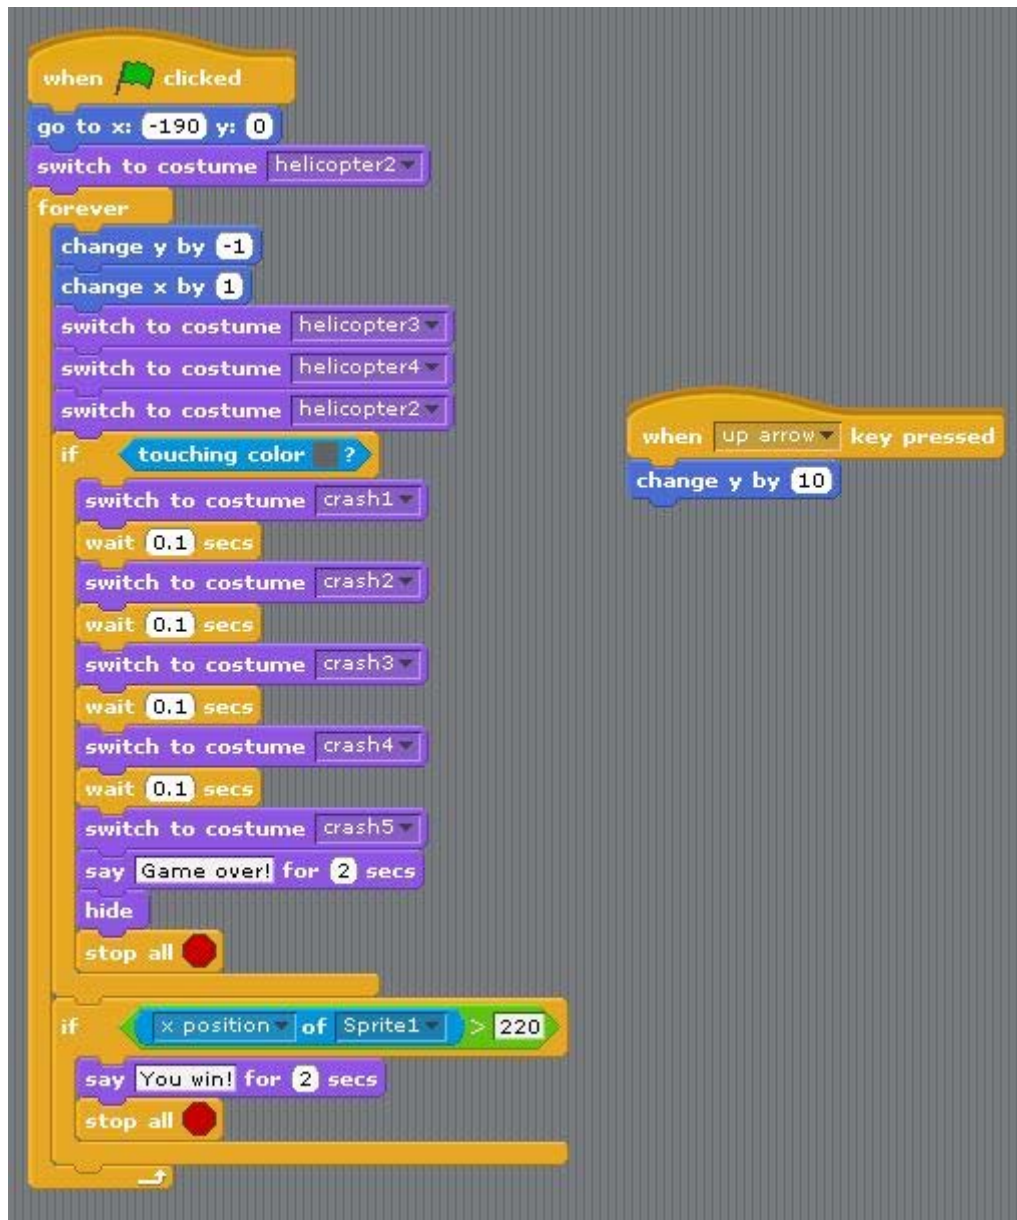 when clicked
go to x: -190 y: 0
switch to costume helicopter2
forever
change y by -1
change x by 1
switch to costume helicopter3
switch to costume helicopter4
switch to costume helicopter2
if touching color ?
switch to costume crash1
wait 0.1 secs
switch to costume crash2
wait 0.1 secs
switch to costume crash3
wait 0.1 secs
switch to costume crash4
wait 0.1 secs
switch to costume crash5
say Game over! for 2 secs
hide
stop all
if x position of Sprite1 > 220
say You win! for 2 secs
stop all
when up arrow key pressed
change y by 10